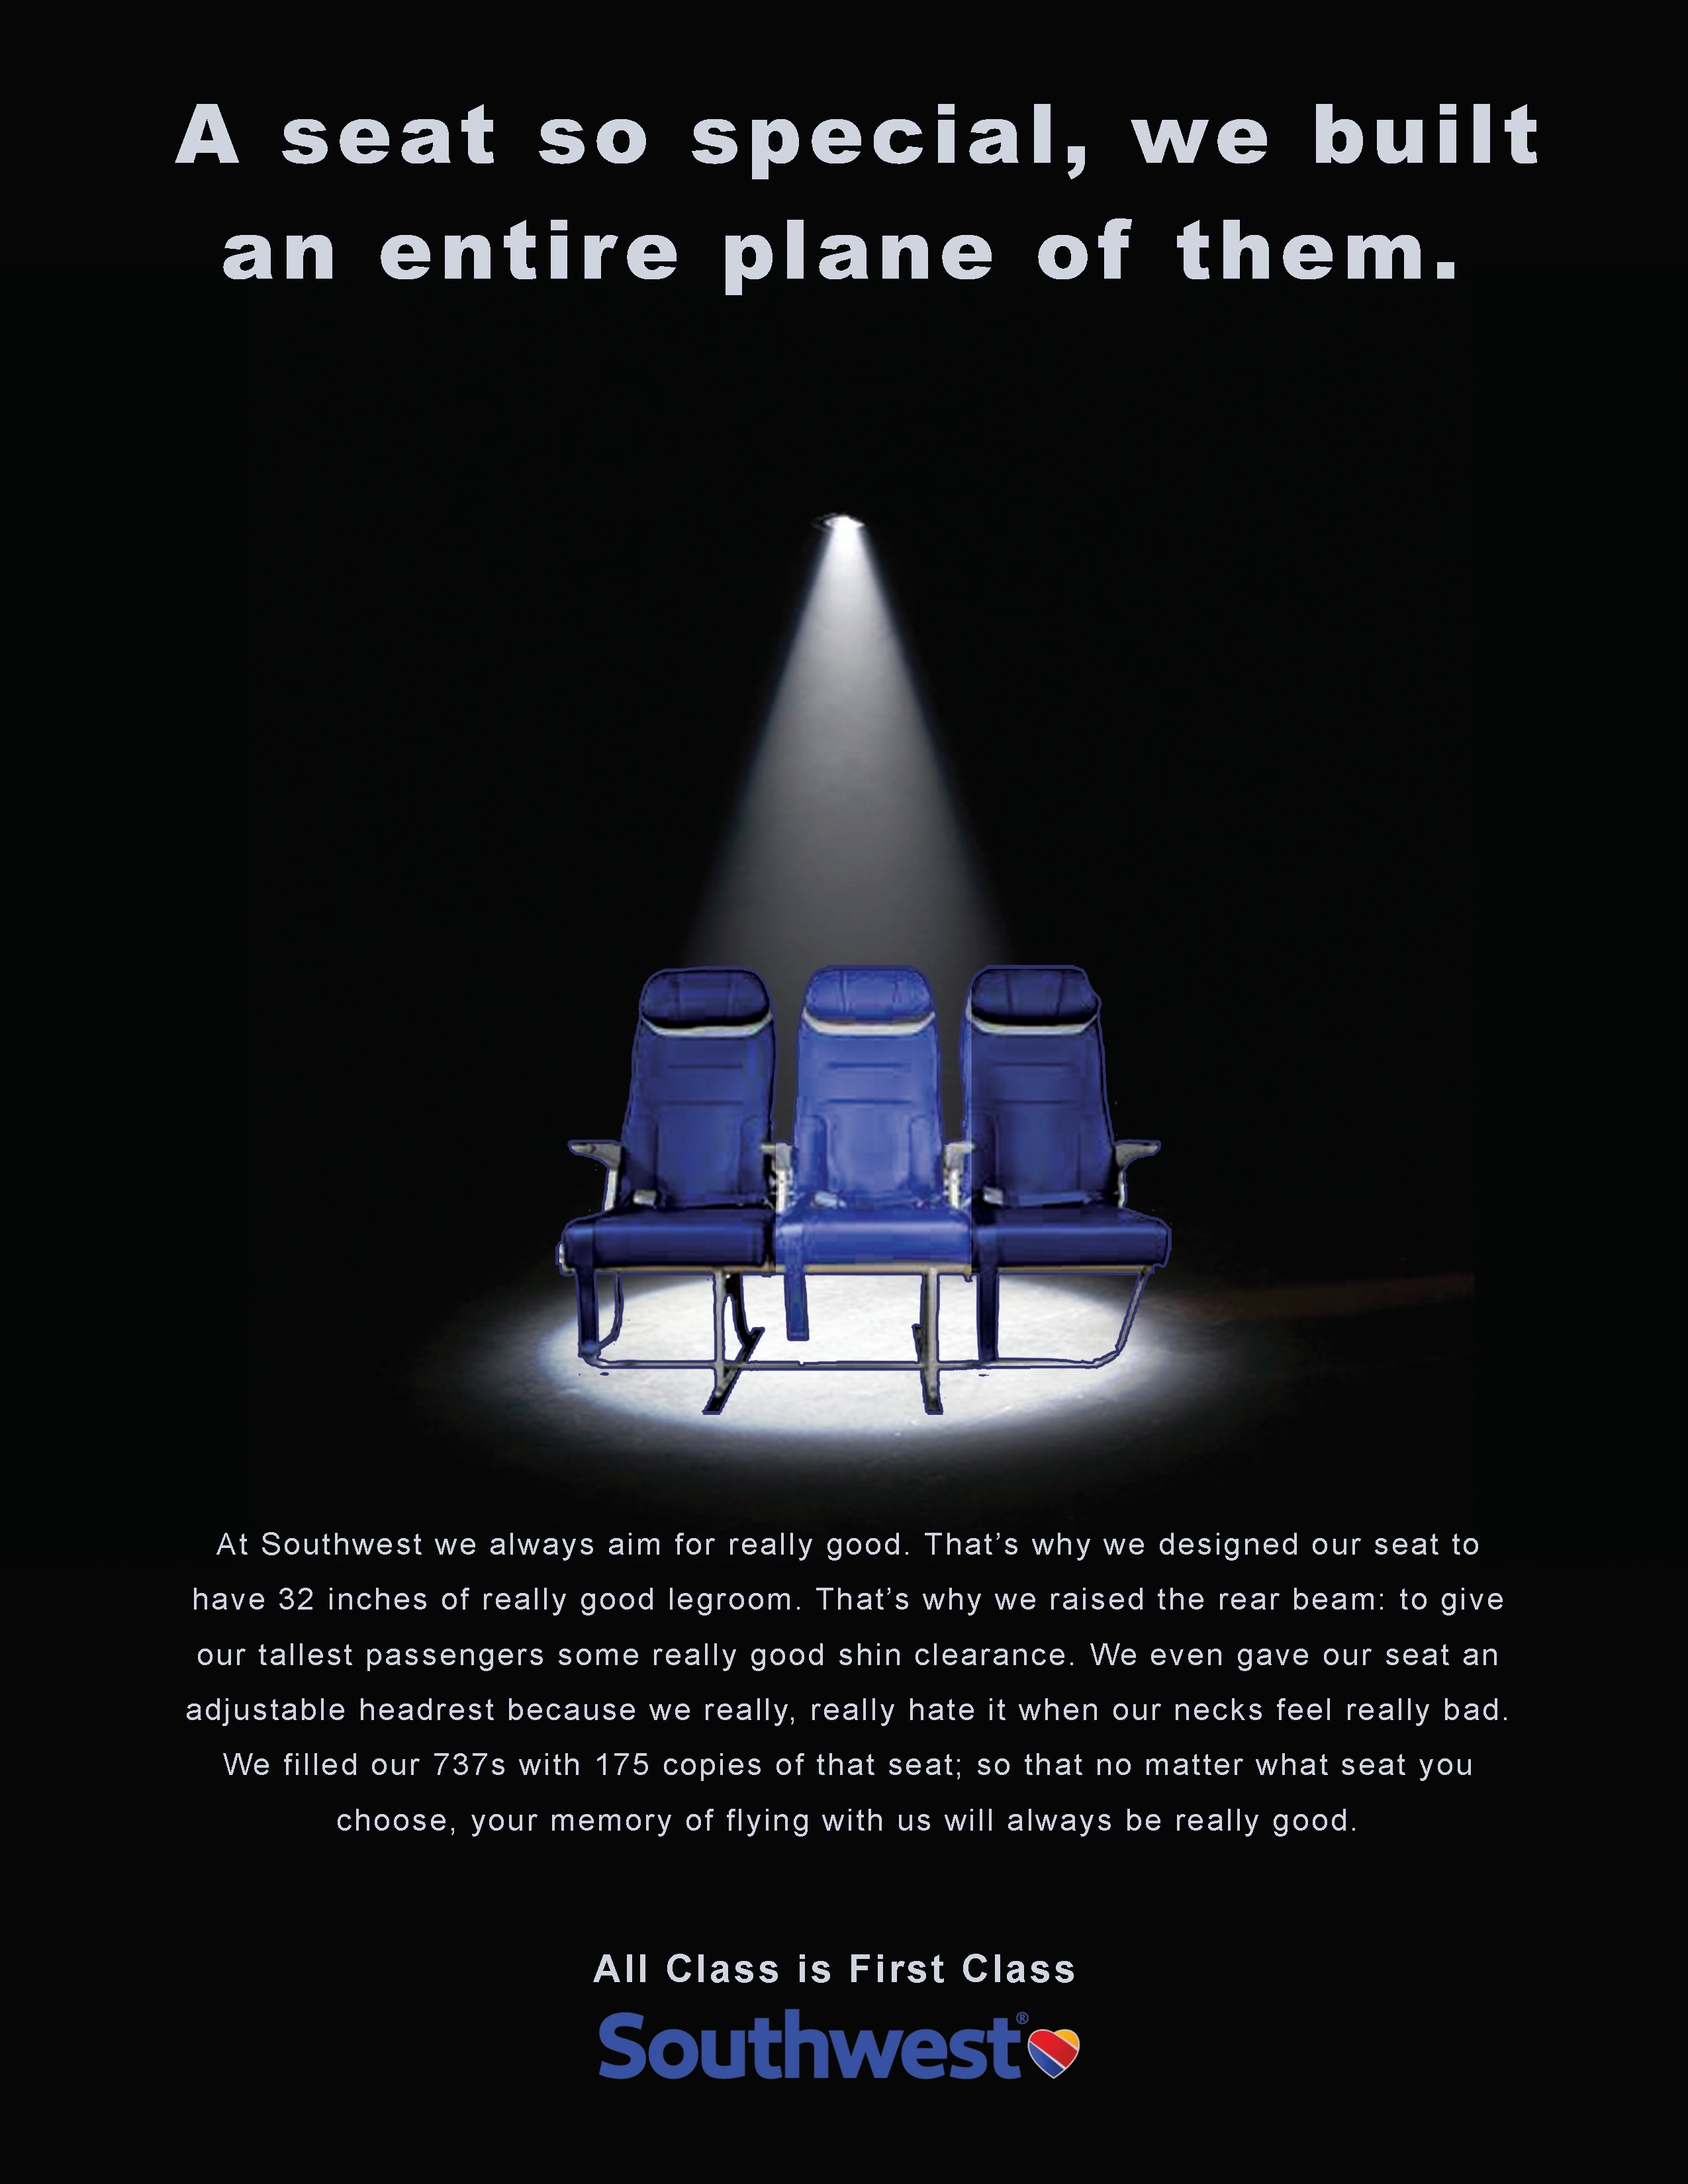 A seat so special, we built
an entire plane of them.
At Southwest we always aim for really good. That’s why we designed our seat to
have 32 inches of really good legroom. That’s why we raised the rear beam: to give
our tallest passengers some really good shin clearance. We even gave our seat an
adjustable headrest because we really, really hate it when our necks feel really bad.
We filled our 737s with 175 copies of that seat; so that no matter what seat you
choose, your memory of flying with us will always be really good.
All Class is First Class
Southwest®